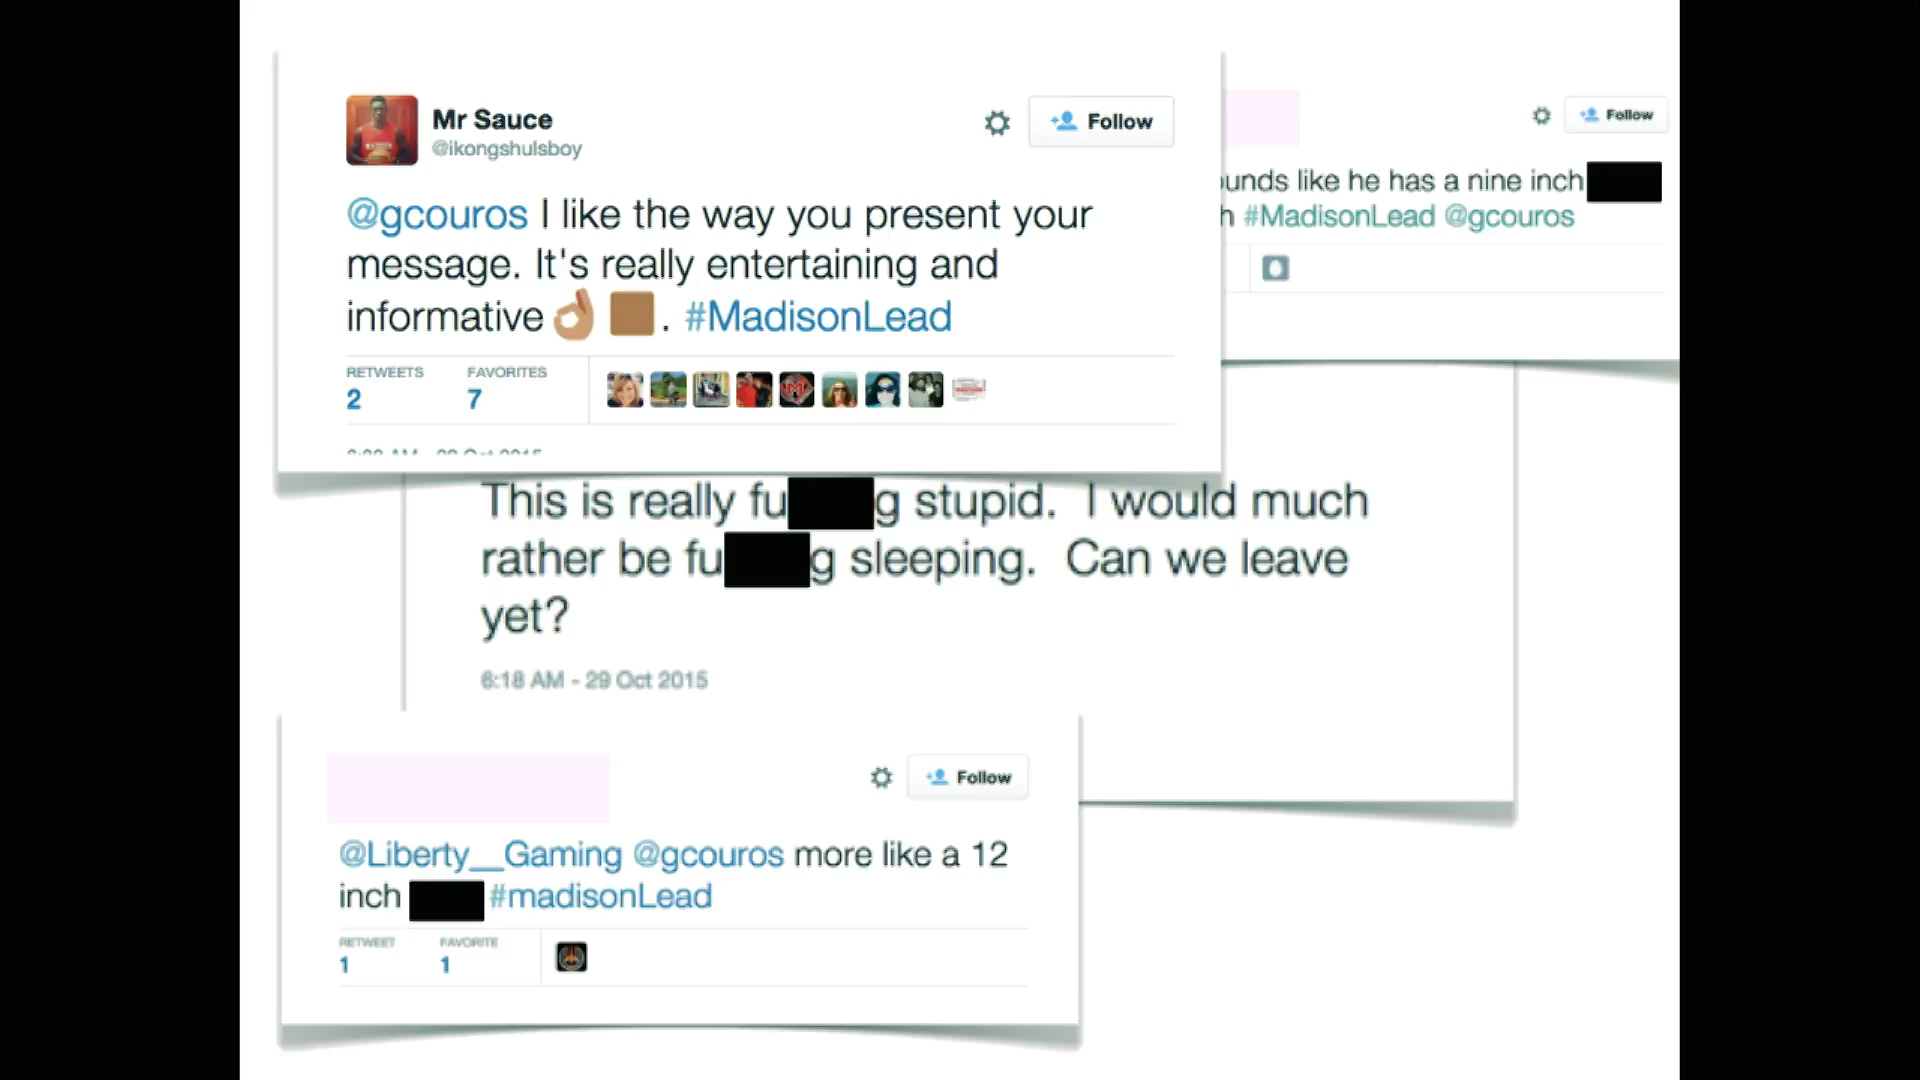 Mr Sauce
@ikongshulsboy
Follow
@gcouros I like the way you present your
message. It's really entertaining and
informative . #MadisonLead
RETWEETS
FAVORITES
2
7
Follow
unds like he has a nine inch
h #MadisonLead @gcouros
This is really fu g stupid. I would much
rather be fu g sleeping. Can we leave
yet?
6:18 AM - 29 Oct 2015
Follow
@Liberty__Gaming @gcouros more like a 12
inch #madisonLead
RETWEET
FAVORITE
1
1